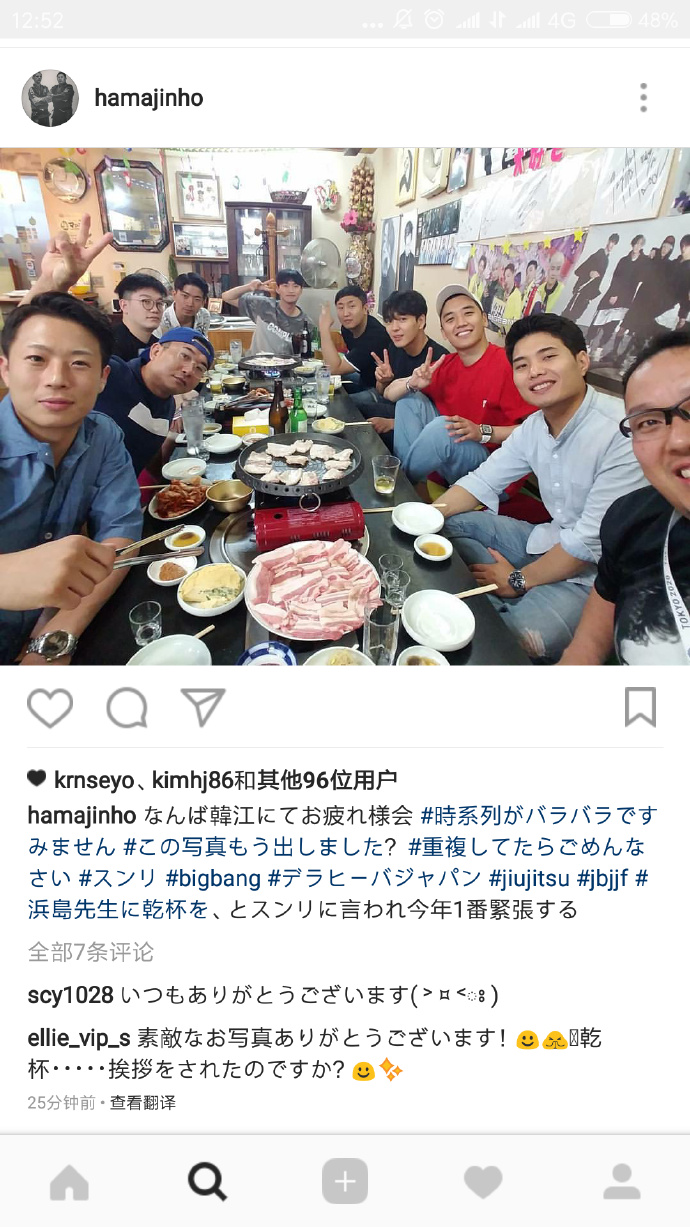 12:52
4G 48%
hamajinho
TOKYO 2020
krnseyo、kimhj86和其他96位用户
hamajinho なんば韓江にてお疲れ様会 #時系列がバラバラです
みません #この写真もう出しました？ #重複してたらごめんな
さい #スンリ #bigbang #デラヒーバジャパン #jiujitsu #jbjjf #
浜島先生に乾杯を、とスンリに言われ今年1番緊張する
全部7条评论
scy1028 いつもありがとうございます(˃ ¤ ˂ः)
ellie_vip_s 素敵なお写真ありがとうございます！🙂🙇乾
杯･････挨拶をされたのですか？🙂✨
25分钟前 • 查看翻译